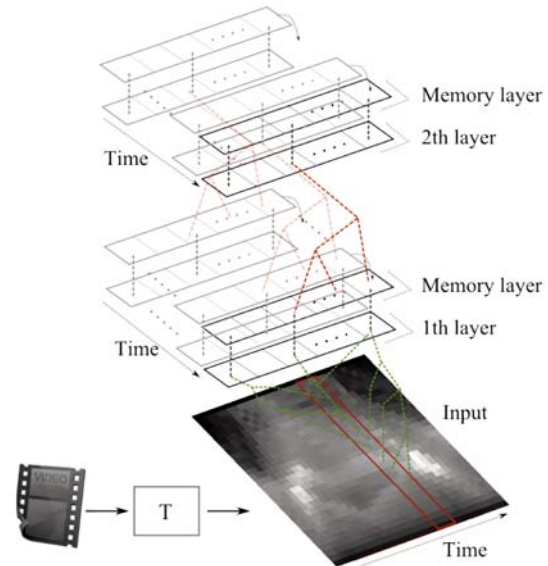 Memory layer
2th layer
Time
Memory layer
1th layer
Time
Input
VIDEO
T
Time